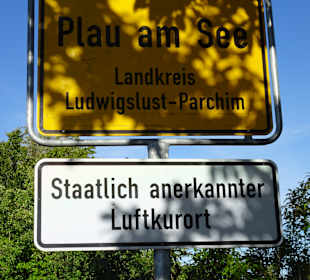 Plau am See
Landkreis
Ludwigslust-Parchim
Staatlich anerkannter
Luftkurort